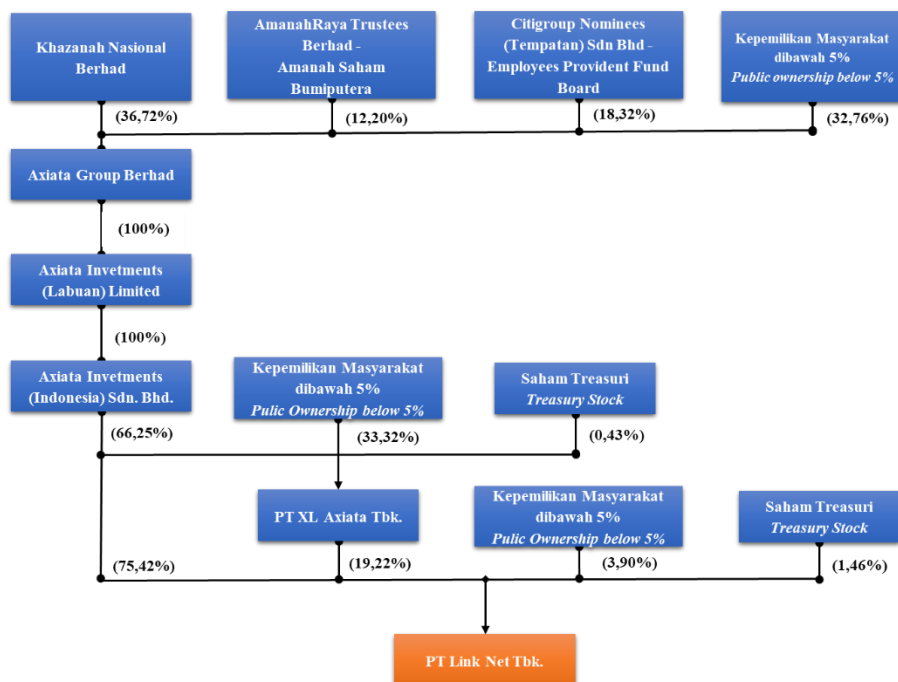 Khazanah Nasional
Berhad
AmanahRaya Trustees
Berhad -
Amanah Saham
Bumiputera
Citigroup Nominees
(Tempatan) Sdn Bhd -
Employees Provident Fund
Board
Kepemilikan Masyarakat
dibawah 5%
Public ownership below 5%
(36,72%)
(12,20%)
(18,32%)
(32,76%)
Axiata Group Berhad
(100%)
Axiata Invetments
(Labuan) Limited
(100%)
Axiata Invetments
(Indonesia) Sdn. Bhd.
Kepemilikan Masyarakat
dibawah 5%
Pulic Ownership below 5%
Saham Treasuri
Treasury Stock
(66,25%)
(33,32%)
(0,43%)
PT XL Axiata Tbk.
Kepemilikan Masyarakat
dibawah 5%
Pulic Ownership below 5%
Saham Treasuri
Treasury Stock
(75,42%)
(19,22%)
(3,90%)
(1,46%)
PT Link Net Tbk.